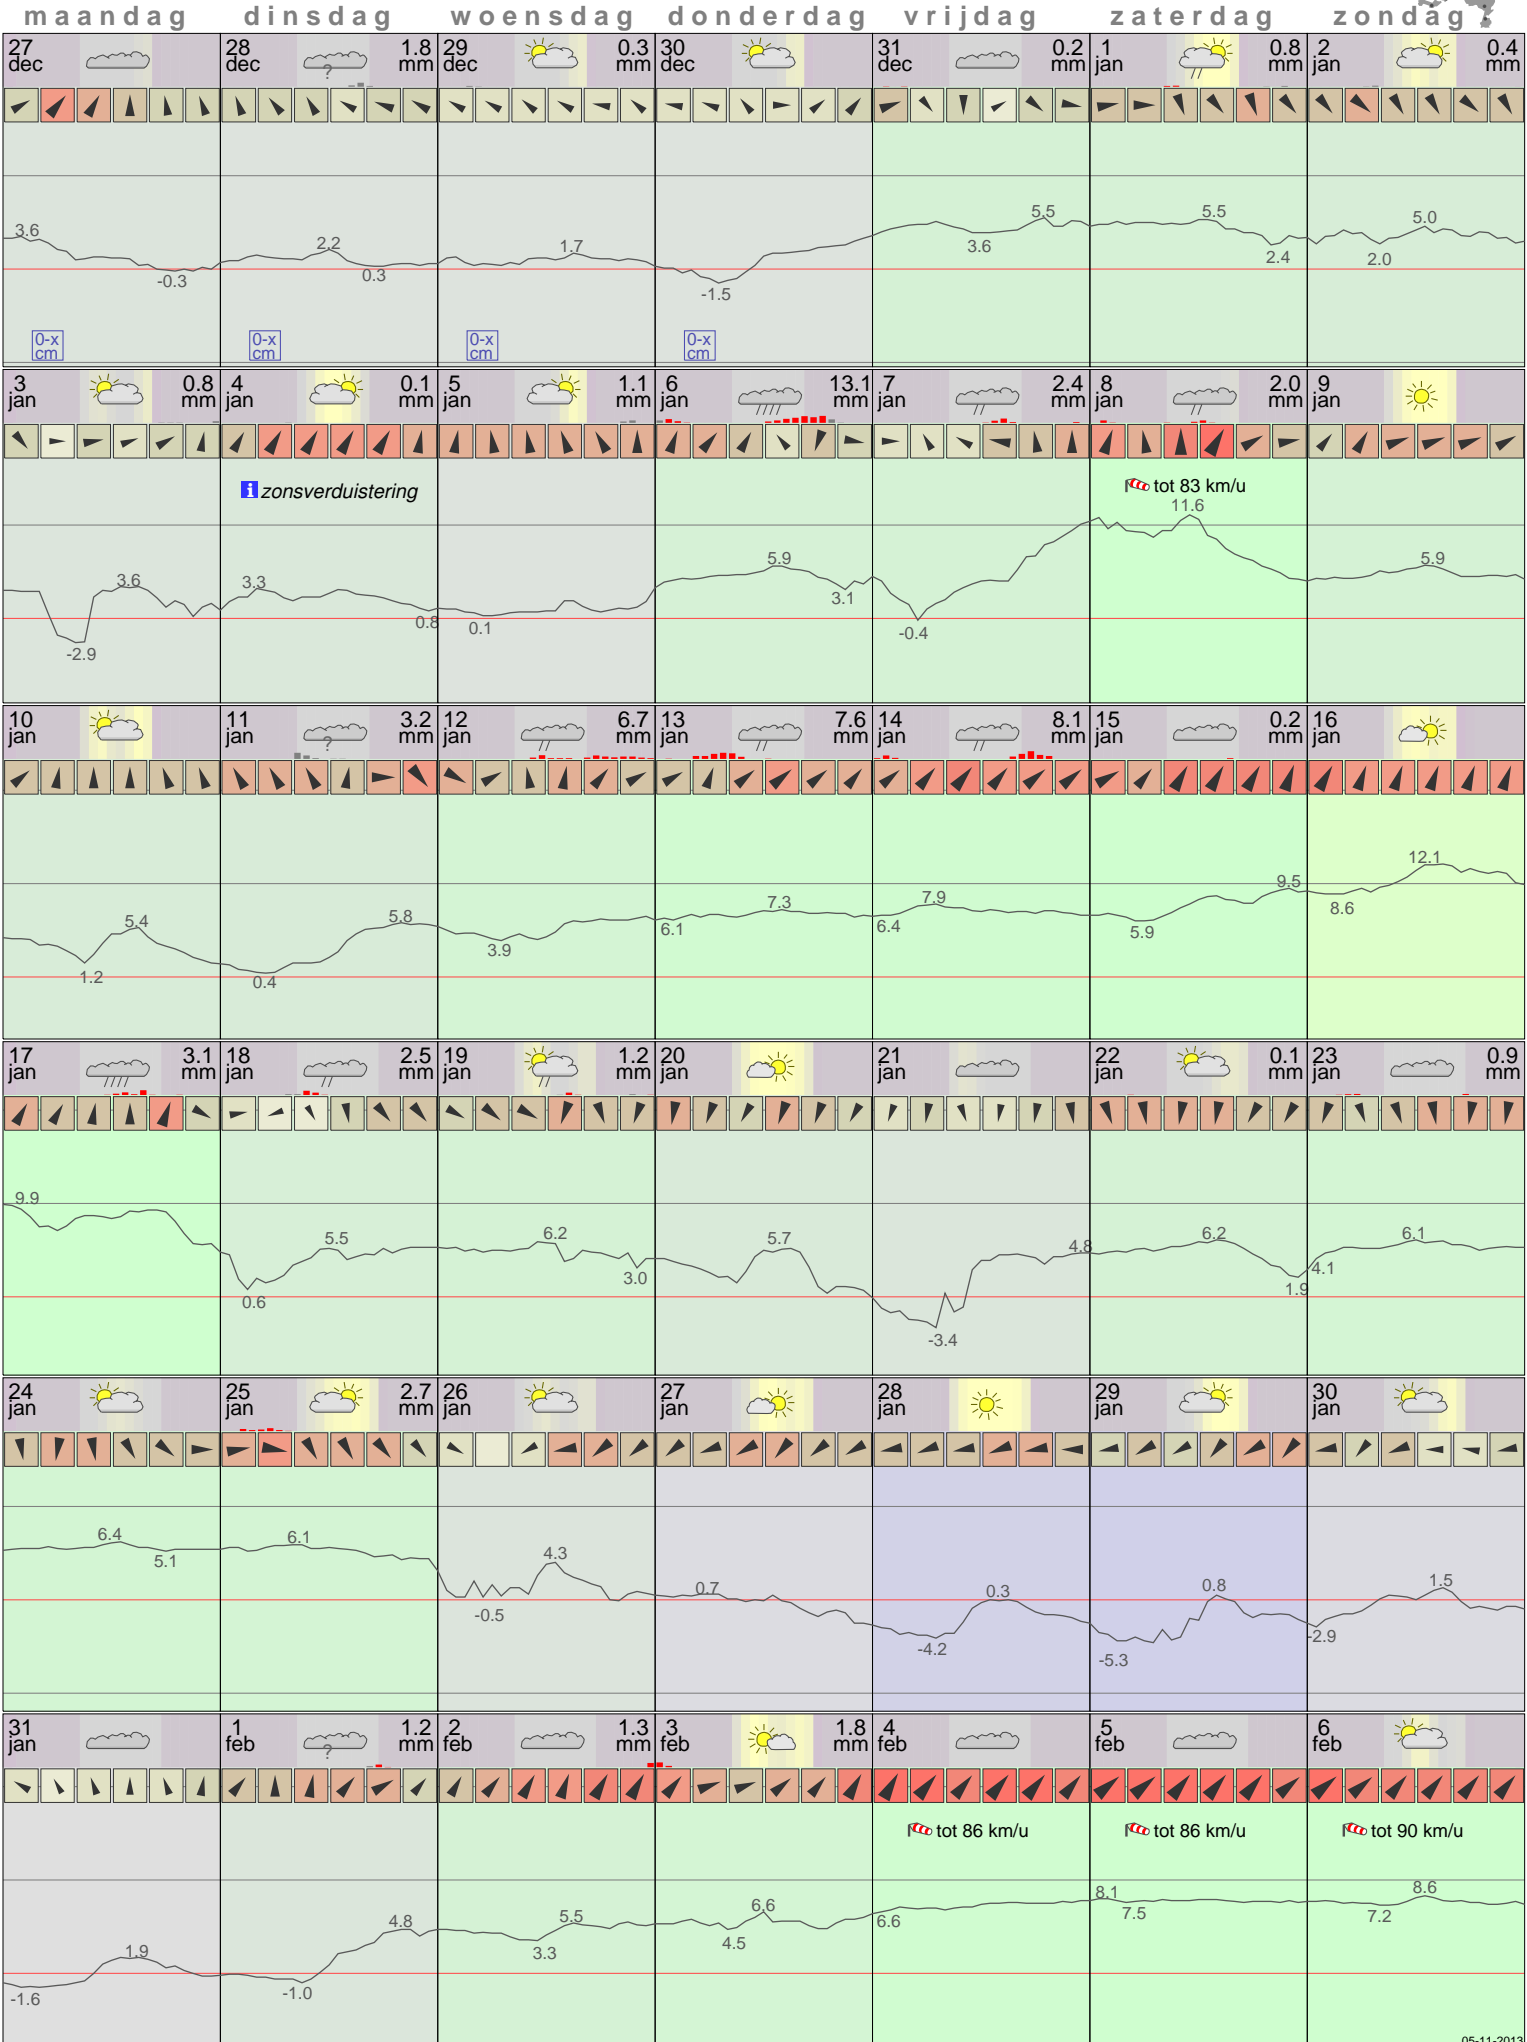 maandag dinsdag woensdag donderdag vrijdag zaterdag zondag
27 28 1.8 29 0.3 30 31 0.2 1 0.8 2 0.4
dec dec mm dec mm dec dec mm jan mm jan mm
?
3.6 -0.3 2.2 0.3 1.7 -1.5 3.6 5.5 5.5 2.4 2.0 5.0
0-x 0-x 0-x 0-x
cm cm cm cm
3 0.8 4 0.1 5 1.1 6 13.1 7 2.4 8 2.0 9
jan mm jan mm jan mm jan mm jan mm jan mm jan
i zonsverduistering tot 83 km/u
-2.9 3.6 3.3 0.8 0.1 5.9 3.1 -0.4 11.6 5.9
10 11 3.2 12 6.7 13 7.6 14 8.1 15 0.2 16
jan jan mm jan mm jan mm jan mm jan mm jan
?
1.2 5.4 0.4 5.8 3.9 6.1 7.3 6.4 7.9 5.9 9.5 8.6 12.1
17 3.1 18 2.5 19 1.2 20 21 22 0.1 23 0.9
jan mm jan mm jan mm jan jan jan mm jan mm
9.9 0.6 5.5 6.2 3.0 5.7 -3.4 4.8 6.2 1.9 4.1 6.1
24 25 2.7 26 27 28 29 30
jan jan mm jan jan jan jan jan
6.4 5.1 6.1 -0.5 4.3 0.7 -4.2 0.3 -5.3 0.8 -2.9 1.5
31 1 1.2 2 1.3 3 1.8 4 5 6
jan feb mm feb mm feb mm feb feb feb
?
tot 86 km/u tot 86 km/u tot 90 km/u
-1.6 1.9 -1.0 4.8 3.3 5.5 4.5 6.6 6.6 8.1 7.5 7.2 8.6
05-11-2013